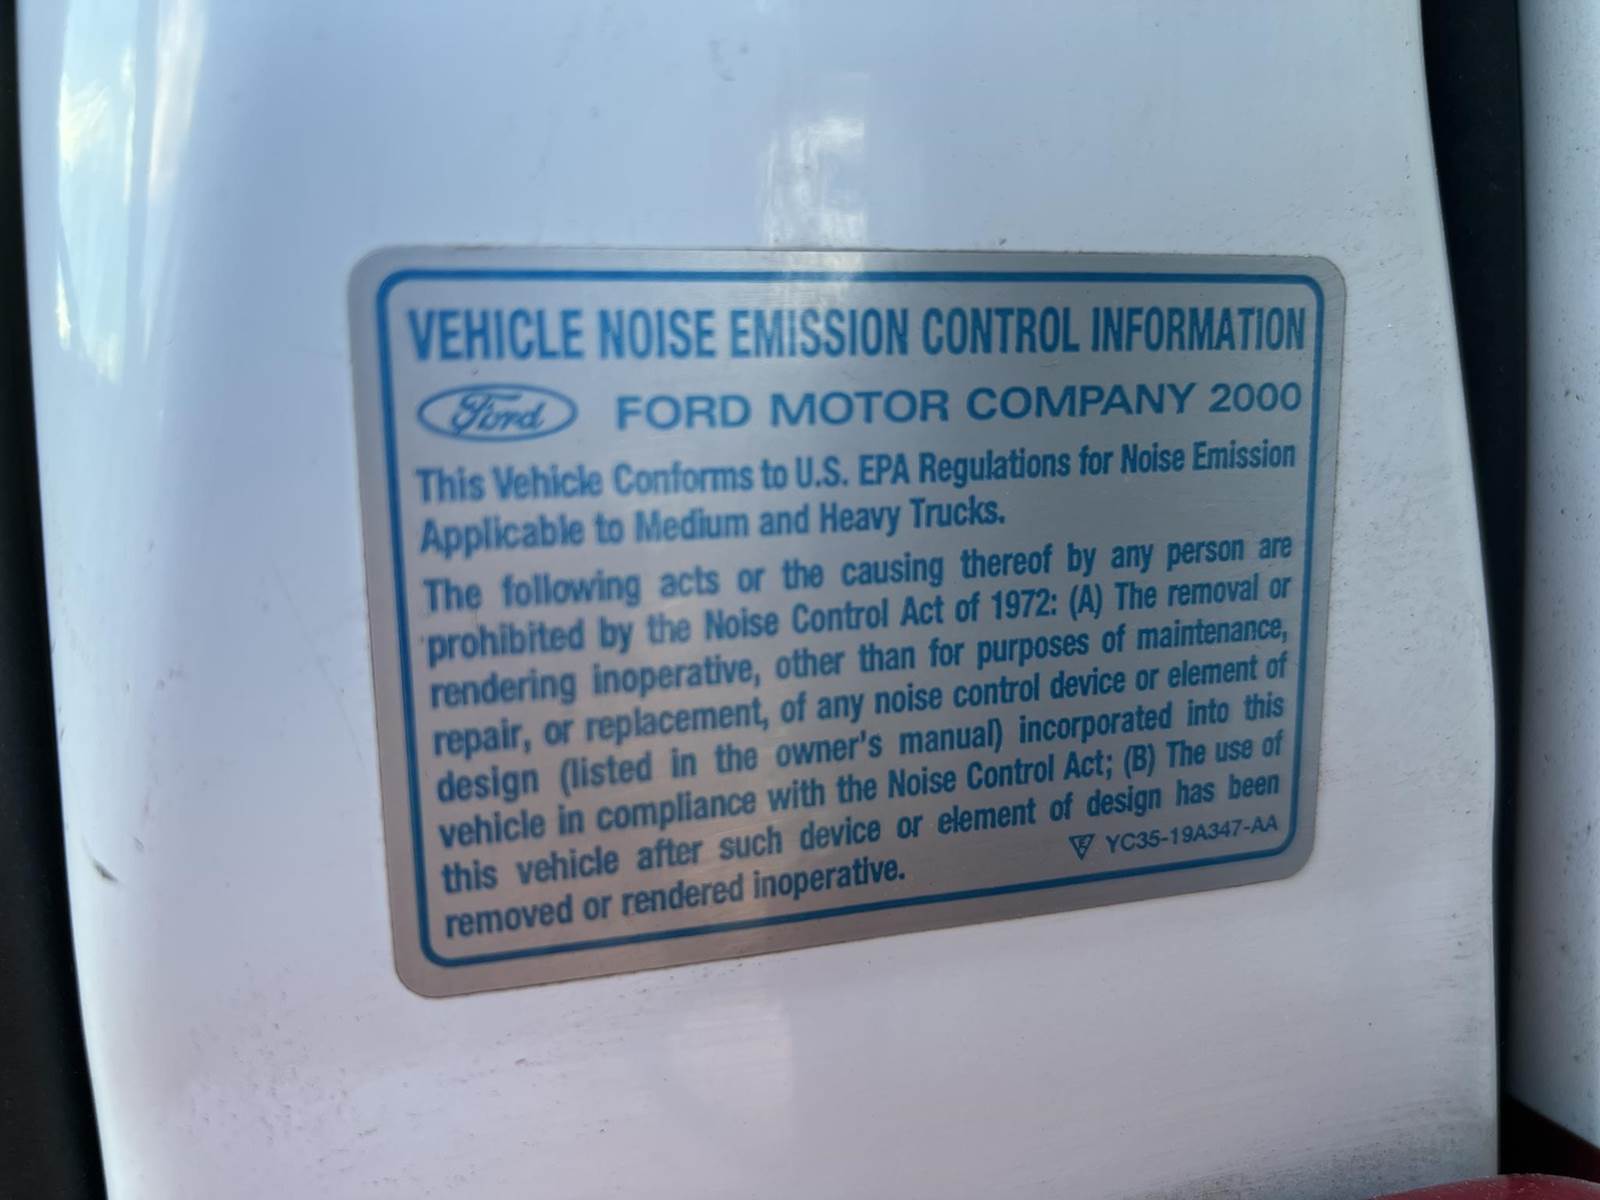 VEHICLE NOISE EMISSION CONTROL INFORMATION
Ford FORD MOTOR COMPANY 2000
This Vehicle Conforms to U.S. EPA Regulations for Noise Emission
Applicable to Medium and Heavy Trucks.
The following acts or the causing thereof by any person are
prohibited by the Noise Control Act of 1972: (A) The removal or
rendering inoperative, other than for purposes of maintenance,
repair, or replacement, of any noise control device or element of
design (listed in the owner's manual) incorporated into this
vehicle in compliance with the Noise Control Act; (B) The use of
this vehicle after such device or element of design has been
removed or rendered inoperative.
YC35-19A347-AA